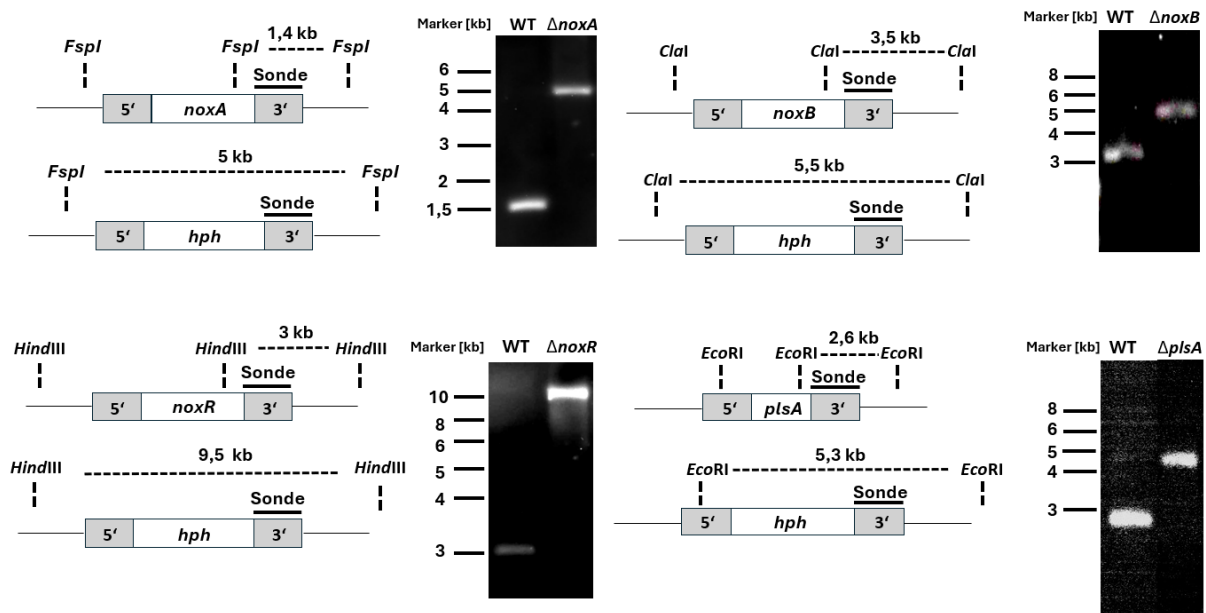 FspI FspI 1,4 kb FspI
Sonde
5‘ noxA 3‘
FspI 5 kb FspI
Sonde
5‘ hph 3‘
Marker [kb] WT ΔnoxA
6
5
4
3
2
1,5
ClaI ClaI 3,5 kb ClaI
Sonde
5‘ noxB 3‘
ClaI 5,5 kb ClaI
Sonde
5‘ hph 3‘
Marker [kb] WT ΔnoxB
8
6
5
4
3
HindIII HindIII 3 kb HindIII
Sonde
5‘ noxR 3‘
HindIII 9,5 kb HindIII
Sonde
5‘ hph 3‘
Marker [kb] WT ΔnoxR
10
8
6
5
4
3
EcoRI EcoRI 2,6 kb EcoRI
Sonde
5‘ plsA 3‘
EcoRI 5,3 kb EcoRI
Sonde
5‘ hph 3‘
Marker [kb] WT ΔplsA
8
6
5
4
3